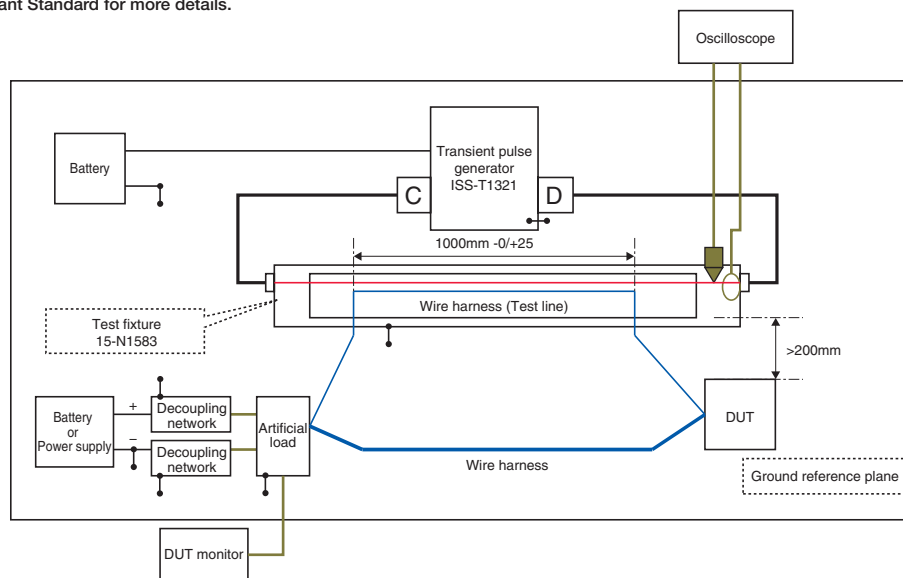 ant Standard for more details.
Oscilloscope
Battery
Transient pulse
generator
ISS-T1321
C
D
1000mm -0/+25
Wire harness (Test line)
Test fixture
15-N1583
>200mm
Battery
or
Power supply
+
−
Decoupling
network
Decoupling
network
Artificial
load
DUT
Wire harness
Ground reference plane
DUT monitor